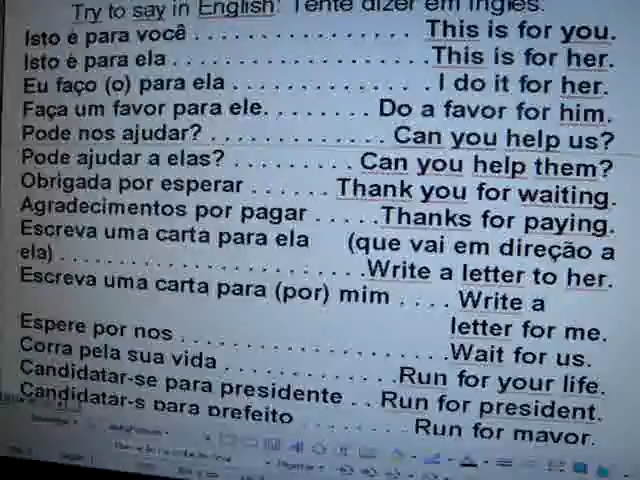 Try to say in English: Tente dizer em inglês.
Isto é para você . . . . . . . . . . . . . . . . This is for you.
Isto è para ela . . . . . . . . . . . . . . . . . . .This is for her.
Eu faço (o) para ela . . . . . . . . . . . . . . I do it for her.
Faça um favor para ele. . . . . . . . Do a favor for him.
Pode nos ajudar? . . . . . . . . . . . . Can you help us?
Pode ajudar a elas? . . . . . . . . . Can you help them?
Obrigada por esperar . . . . . . Thank you for waiting.
Agradecimentos por pagar . . . . .Thanks for paying.
Escreva uma carta para ela (que vai em direção a
ela) . . . . . . . . . . . . . . . . . . . . . . .Write a letter to her.
Escreva uma carta para (por) mim . . . . Write a
letter for me.
Espere por nos . . . . . . . . . . . . . . . . . . . .Wait for us.
Corra pela sua vida . . . . . . . . . . . . .Run for your life.
Candidatar-se para presidente . . Run for president.
Candidatar-s para prefeito . . . . . . . . Run for mayor.